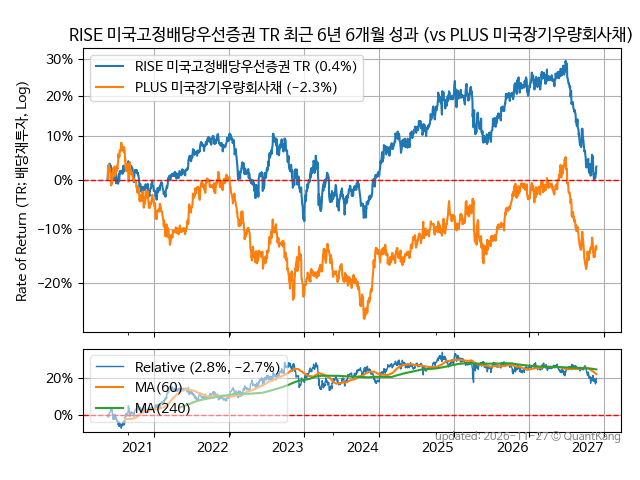 RISE 미국고정배당우선증권 TR 최근 6년 6개월 성과 (vs PLUS 미국장기우량회사채)
Rate of Return (TR: 배당재투자, Log)
30%
20%
10%
0%
−10%
−20%
RISE 미국고정배당우선증권 TR (0.4%)
PLUS 미국장기우량회사채 (−2.3%)
20%
0%
Relative (2.8%, −2.7%)
MA(60)
MA(240)
2021 2022 2023 2024 2025 2026 2027
updated: 2026-11-27 © QuantKang